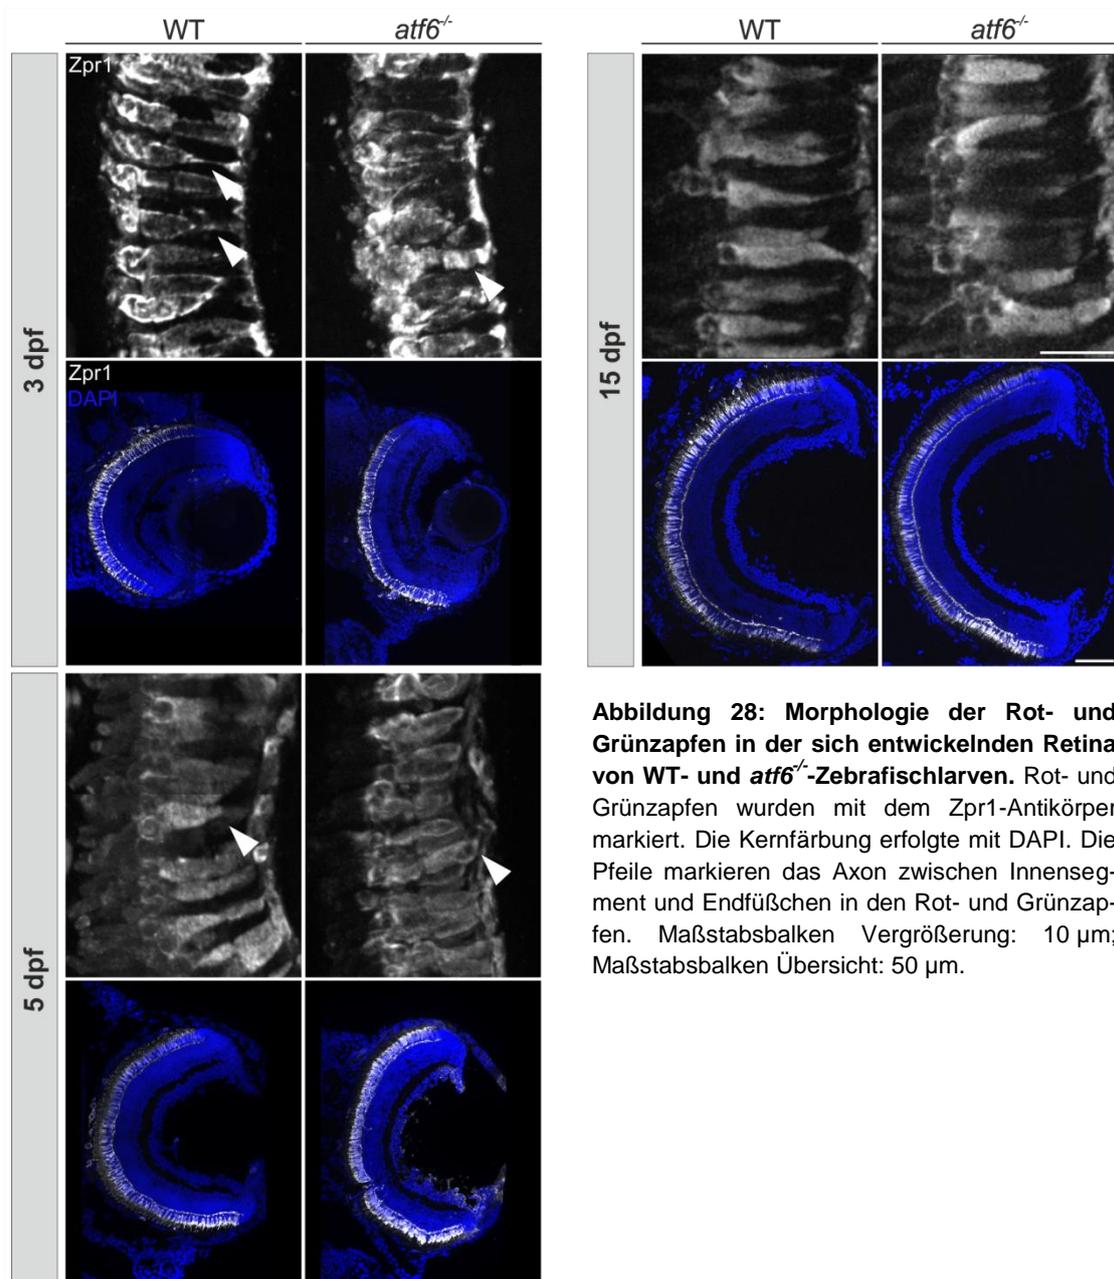 WT
atf6-/-
3 dpf
Zpr1
Zpr1
DAPI
5 dpf
WT
atf6-/-
15 dpf
Abbildung 28: Morphologie der Rot- und
Grünzapfen in der sich entwickelnden Retina
von WT- und atf6-/--Zebrafischlarven. Rot- und
Grünzapfen wurden mit dem Zpr1-Antikörper
markiert. Die Kernfärbung erfolgte mit DAPI. Die
Pfeile markieren das Axon zwischen Innenseg-
ment und Endfüßchen in den Rot- und Grünzap-
fen. Maßstabsbalken Vergrößerung: 10 µm;
Maßstabsbalken Übersicht: 50 µm.